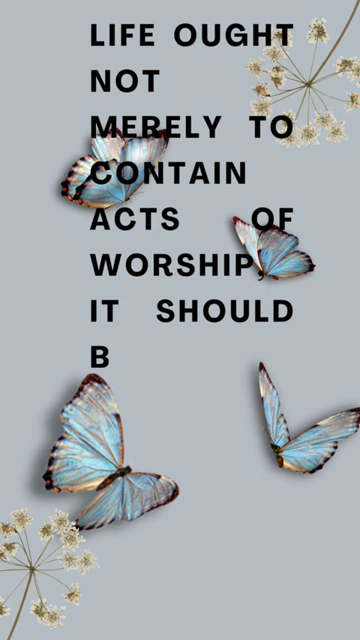 LIFE OUGHT
NOT
MERELY TO
CONTAIN
ACTS OF
WORSHIP,
IT SHOULD
B